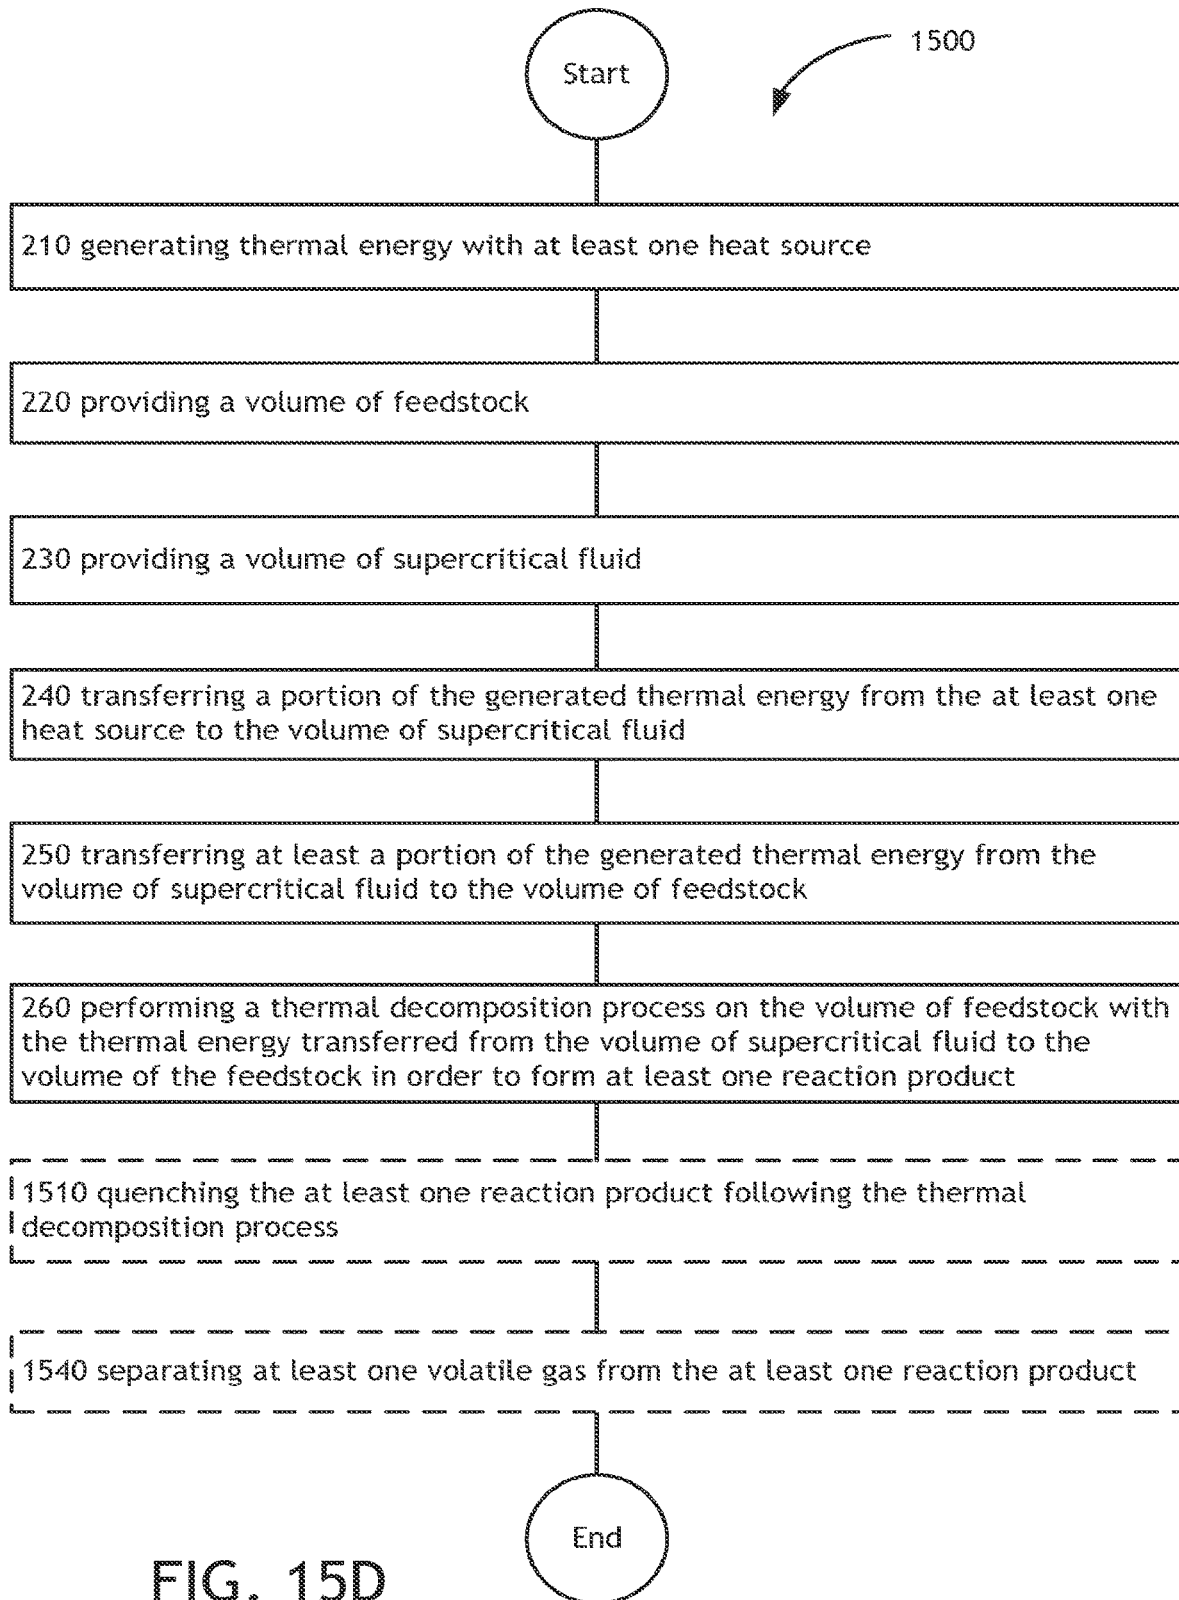 Start
1500
210 generating thermal energy with at least one heat source
220 providing a volume of feedstock
230 providing a volume of supercritical fluid
240 transferring a portion of the generated thermal energy from the at least one
heat source to the volume of supercritical fluid
250 transferring at least a portion of the generated thermal energy from the
volume of supercritical fluid to the volume of feedstock
260 performing a thermal decomposition process on the volume of feedstock with
the thermal energy transferred from the volume of supercritical fluid to the
volume of the feedstock in order to form at least one reaction product
1510 quenching the at least one reaction product following the thermal
decomposition process
1540 separating at least one volatile gas from the at least one reaction product
End
FIG. 15D